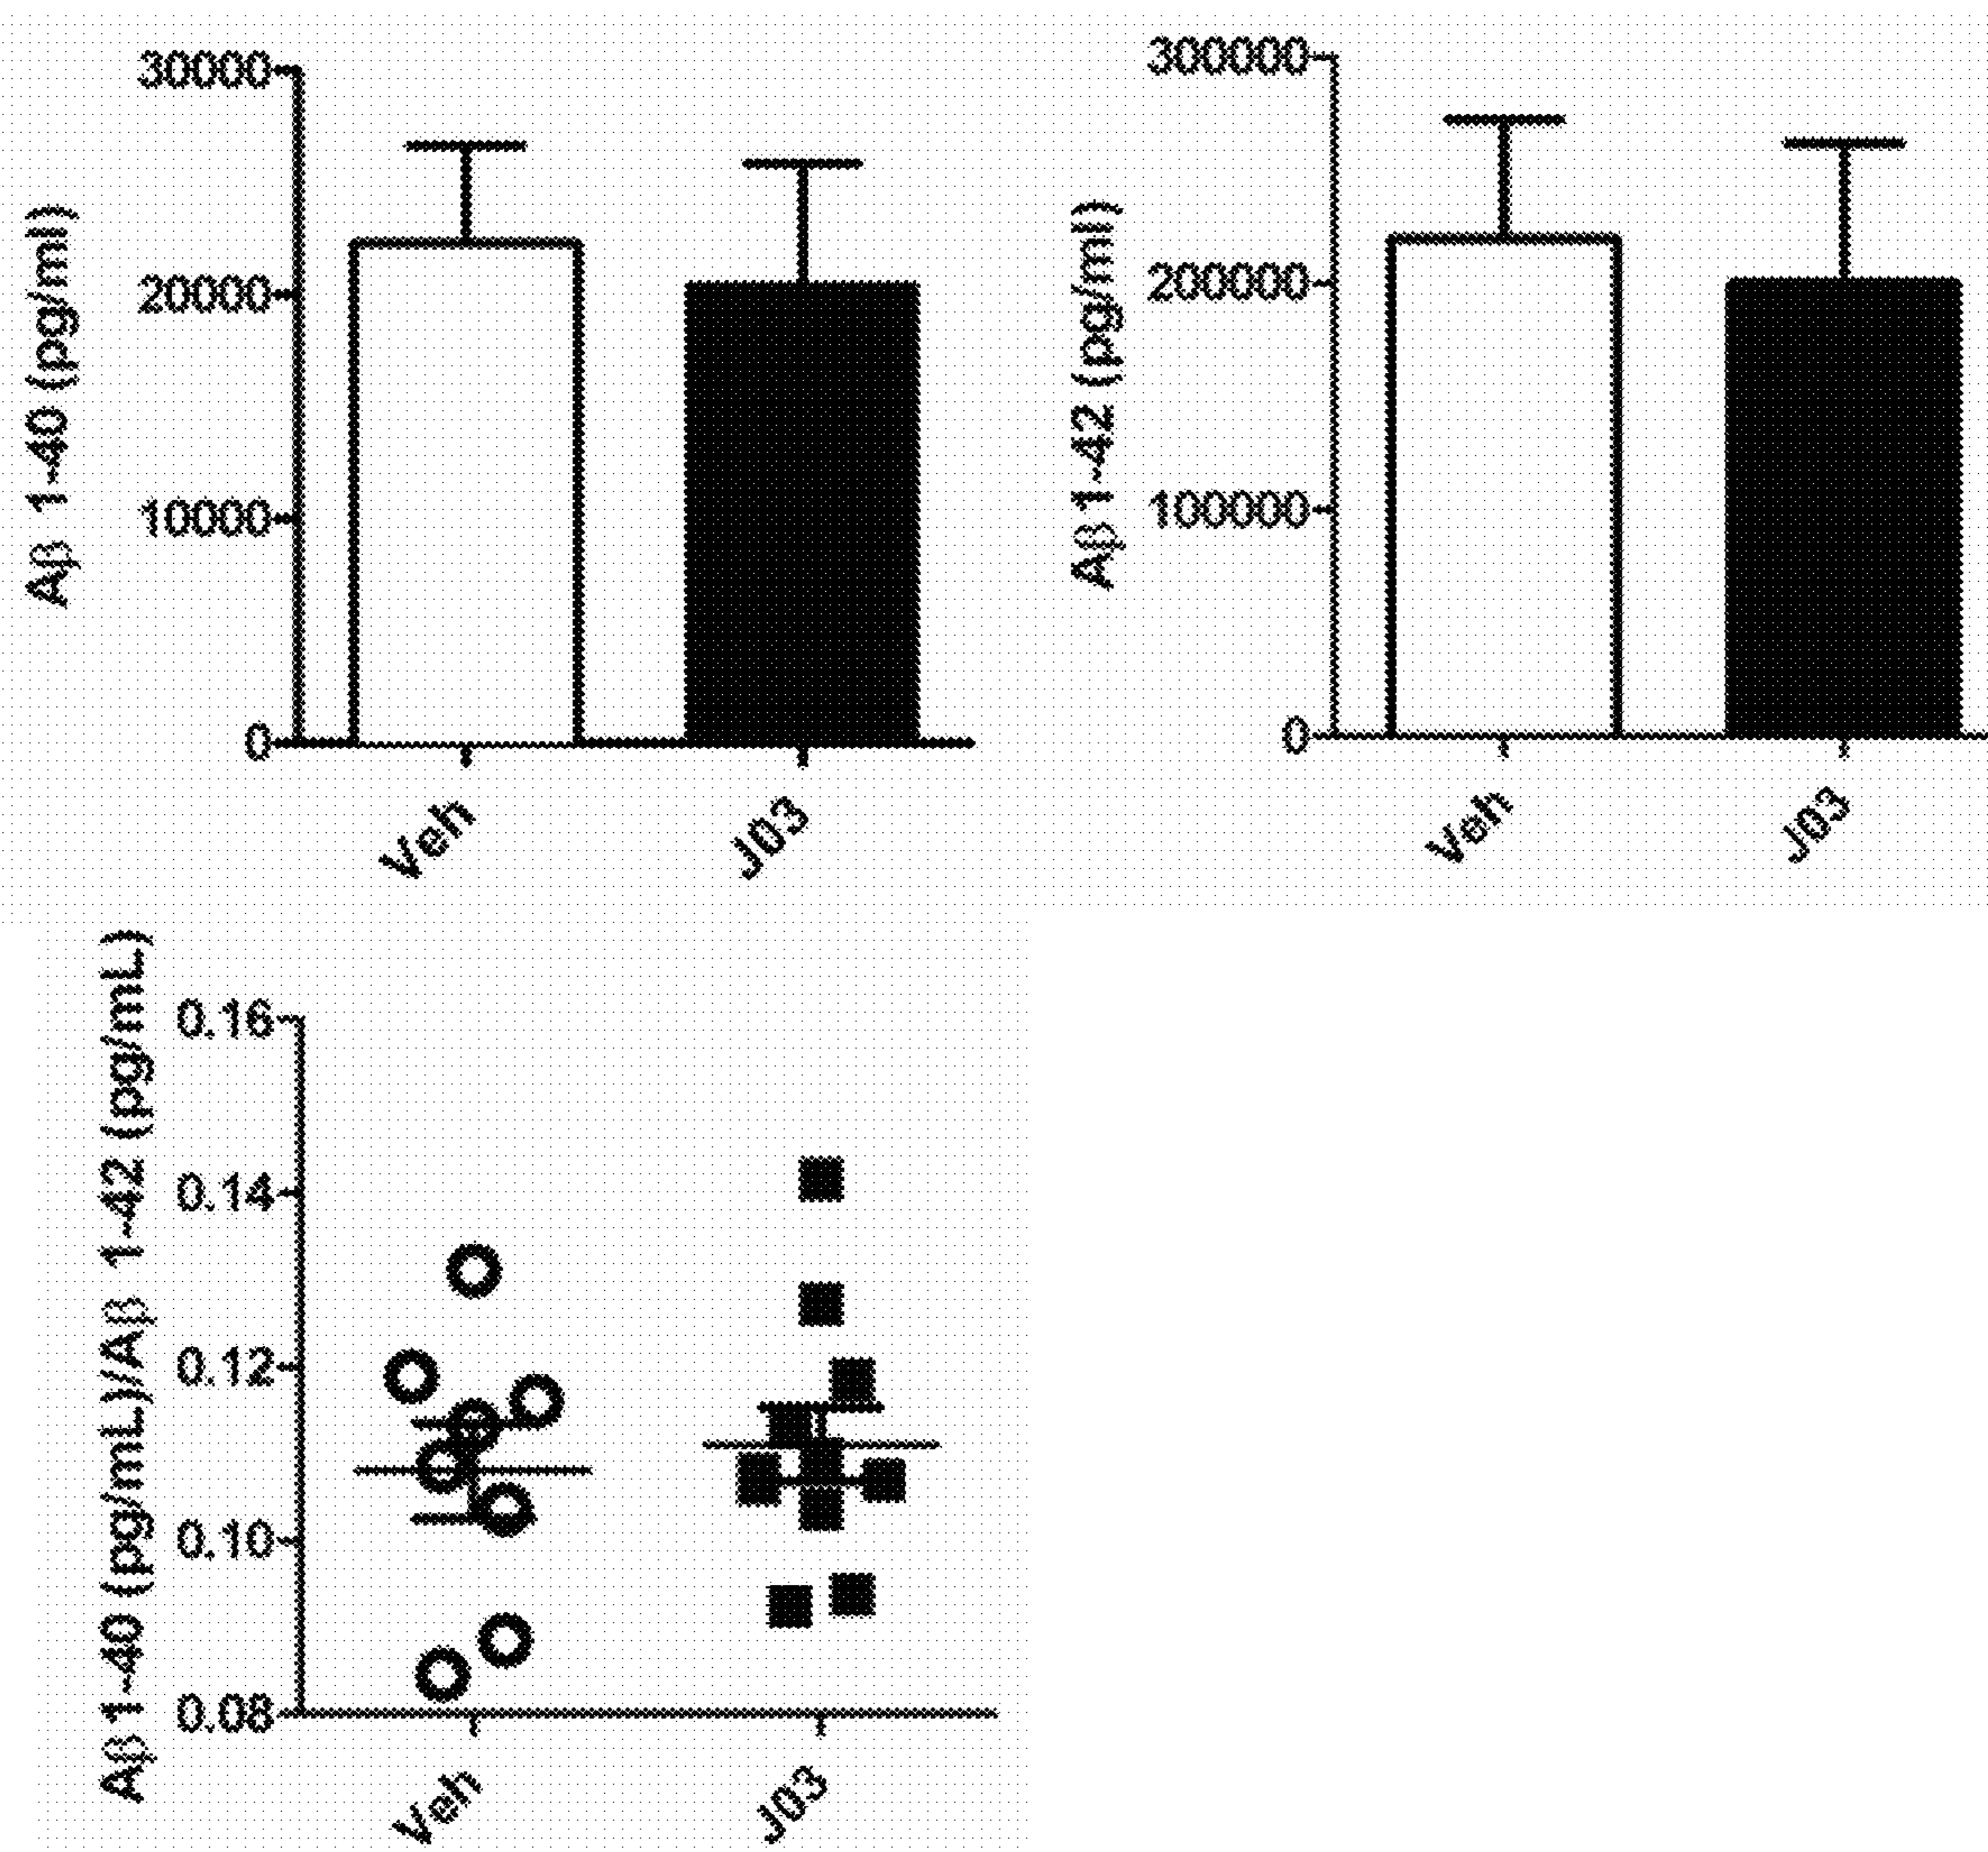 Aβ 1-40 (pg/ml)
30000
20000
10000
0
Veh
J03
Aβ 1-42 (pg/ml)
300000
200000
100000
0
Veh
J03
Aβ 1-40 (pg/mL)/Aβ 1-42 (pg/mL)
0.16
0.14
0.12
0.10
0.08
Veh
J03